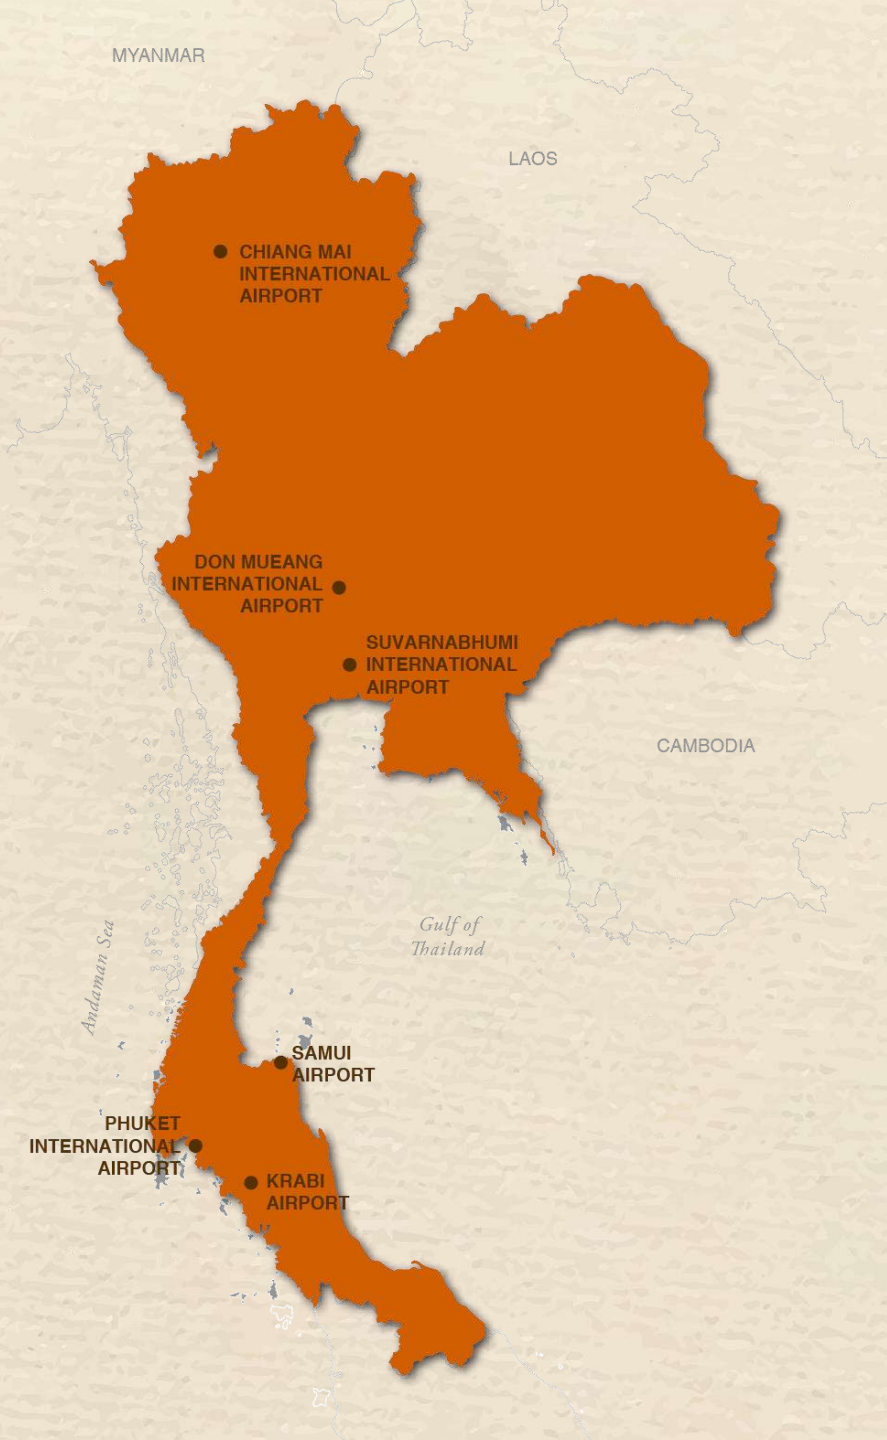 MYANMAR
LAOS
CHIANG MAI
INTERNATIONAL
AIRPORT
DON MUEANG
INTERNATIONAL
AIRPORT
SUVARNABHUMI
INTERNATIONAL
AIRPORT
CAMBODIA
Gulf of
Thailand
Andaman Sea
SAMUI
AIRPORT
PHUKET
INTERNATIONAL
AIRPORT
KRABI
AIRPORT